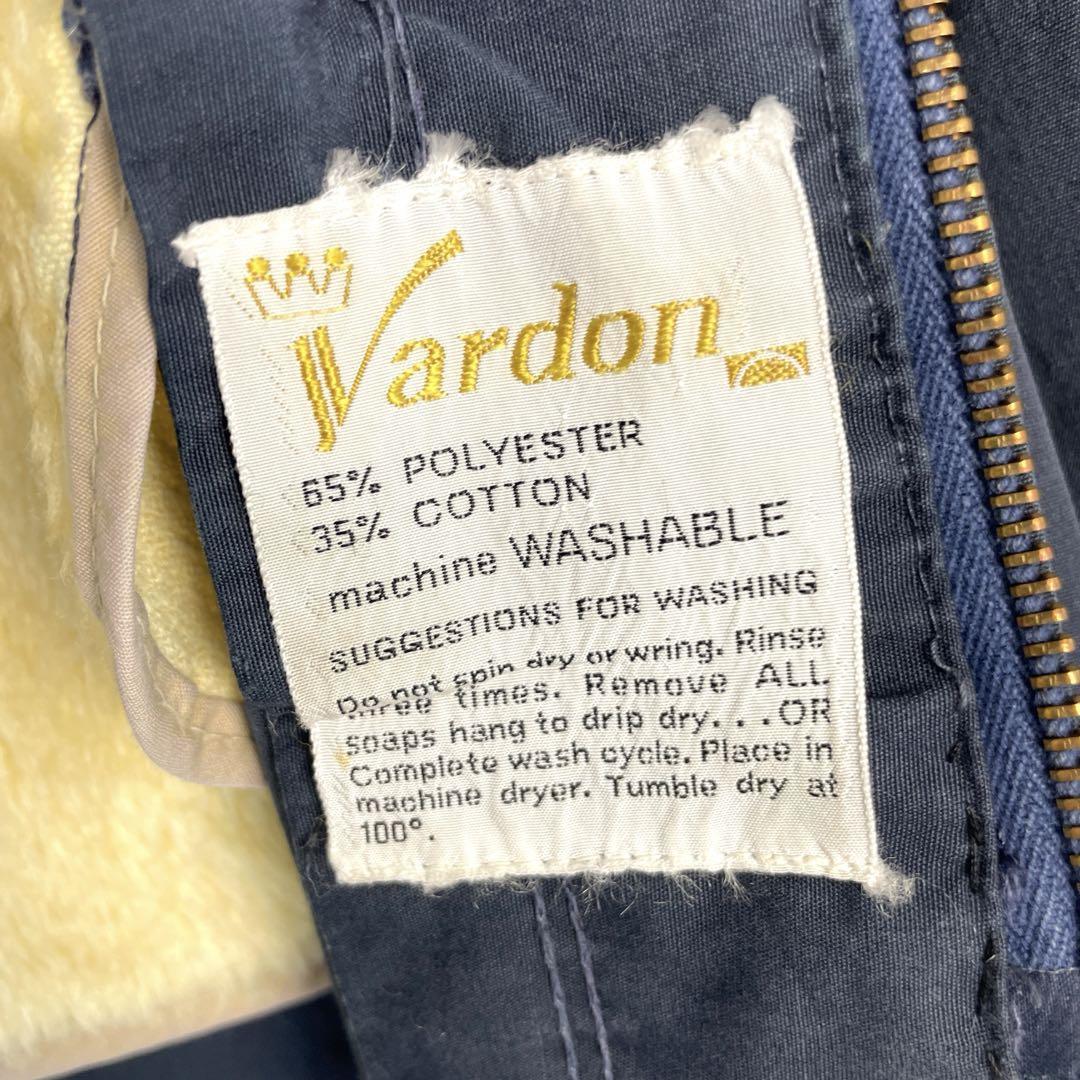 Vardon
65% POLYESTER
35% COTTON
machine WASHABLE
SUGGESTIONS FOR WASHING
Do not spin dry or wring. Rinse
three times. Remove ALL
soaps hang to drip dry. . . OR
Complete wash cycle. Place in
machine dryer. Tumble dry at
100°.